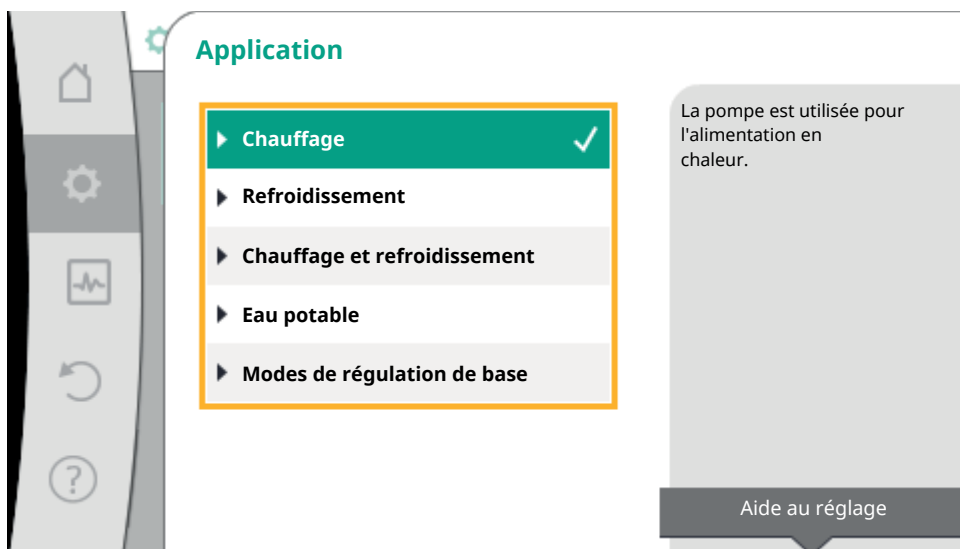 Application
Chauffage
Refroidissement
Chauffage et refroidissement
Eau potable
Modes de régulation de base
La pompe est utilisée pour
l'alimentation en
chaleur.
Aide au réglage